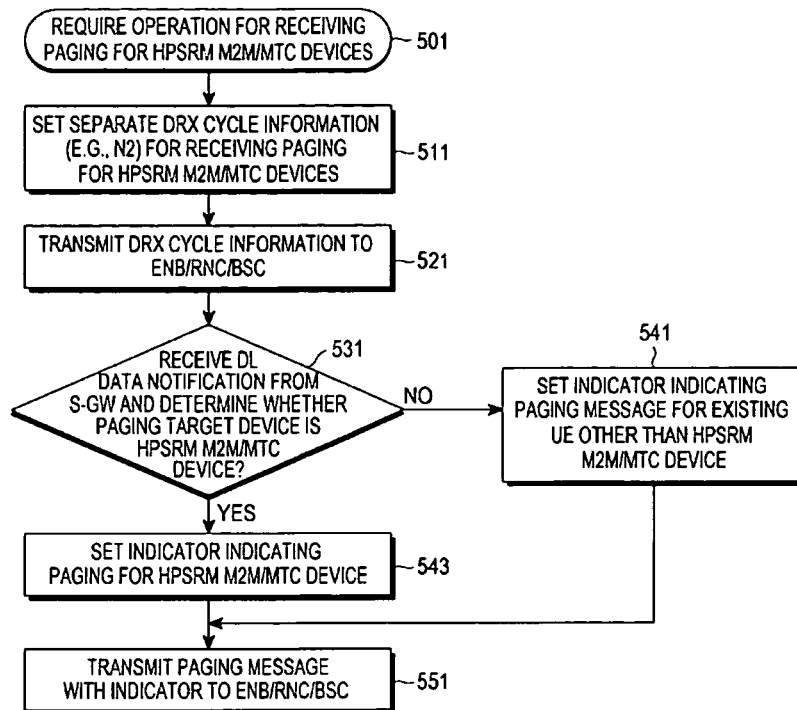 REQUIRE OPERATION FOR RECEIVING
PAGING FOR HPSRM M2M/MTC DEVICES
501
SET SEPARATE DRX CYCLE INFORMATION
(E.G., N2) FOR RECEIVING PAGING
FOR HPSRM M2M/MTC DEVICES
511
TRANSMIT DRX CYCLE INFORMATION TO
ENB/RNC/BSC
521
RECEIVE DL
DATA NOTIFICATION FROM
S-GW AND DETERMINE WHETHER
PAGING TARGET DEVICE IS
HPSRM M2M/MTC
DEVICE?
531
NO
541
SET INDICATOR INDICATING
PAGING MESSAGE FOR EXISTING
UE OTHER THAN HPSRM
M2M/MTC DEVICE
YES
SET INDICATOR INDICATING
PAGING FOR HPSRM M2M/MTC DEVICE
543
TRANSMIT PAGING MESSAGE
WITH INDICATOR TO ENB/RNC/BSC
551